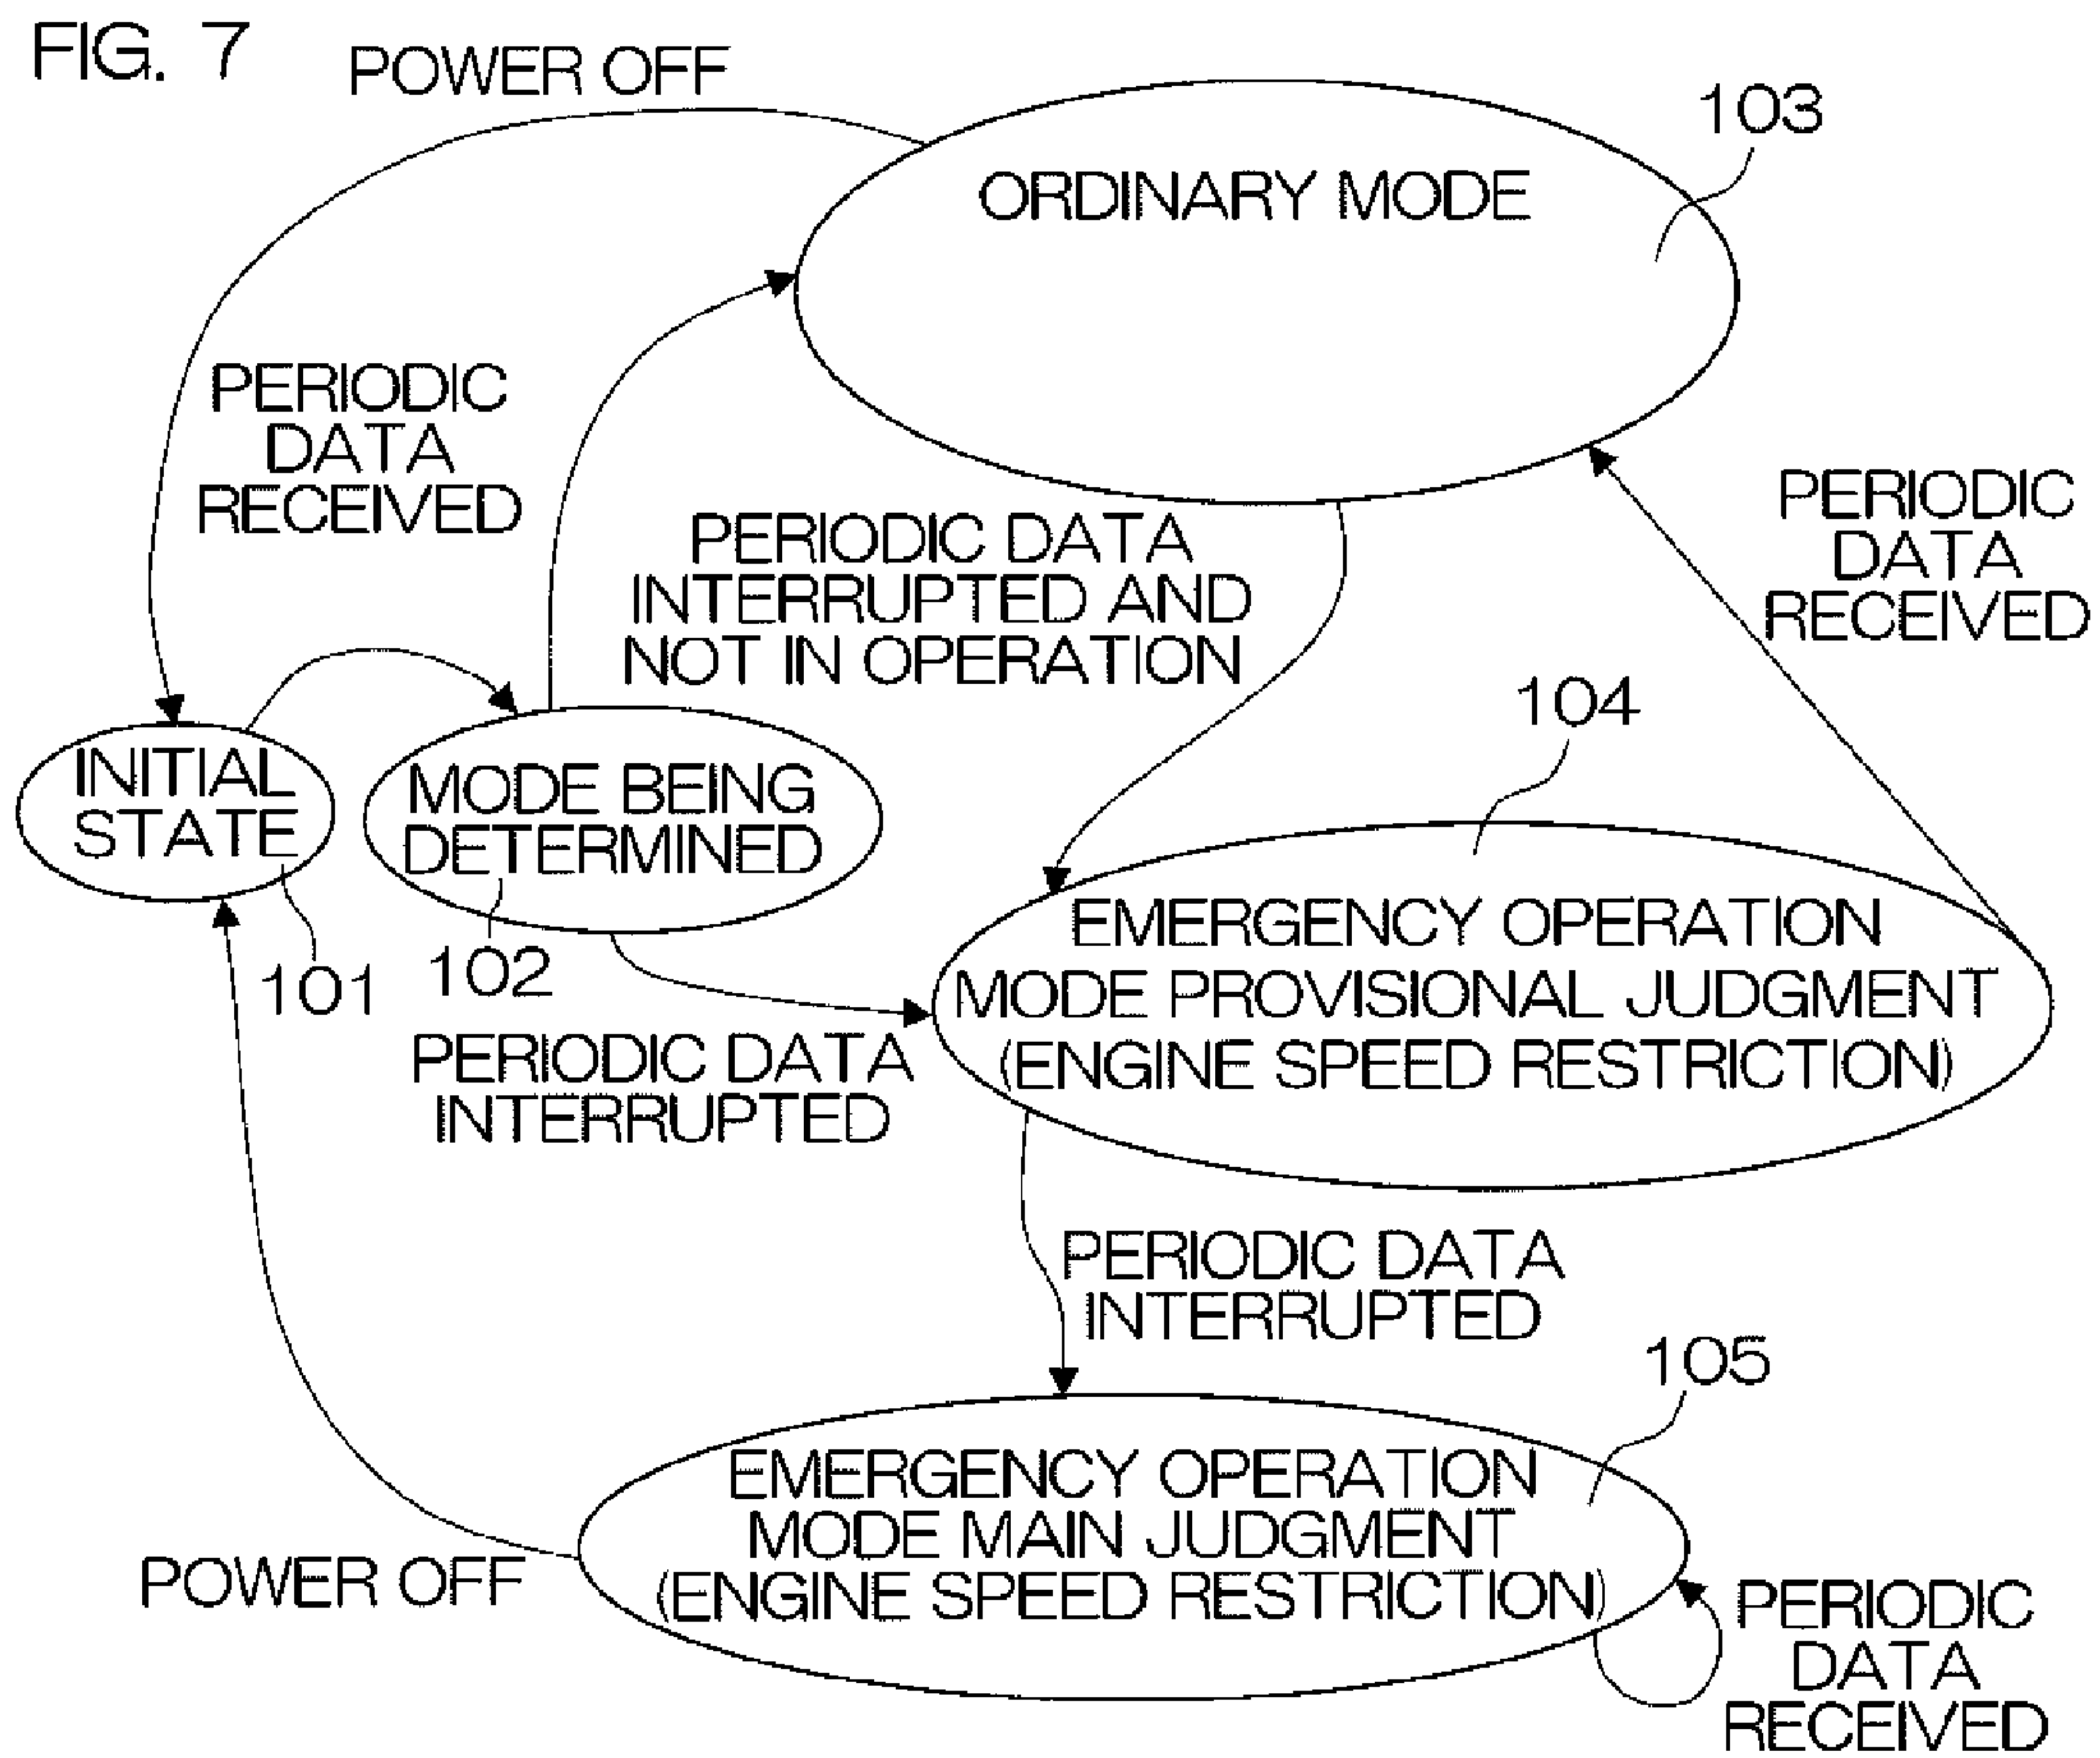 FIG. 7
POWER OFF
103
ORDINARY MODE
PERIODIC
DATA
RECEIVED
PERIODIC DATA
INTERRUPTED AND
NOT IN OPERATION
PERIODIC
DATA
RECEIVED
104
INITIAL
STATE
101
MODE BEING
DETERMINED
102
EMERGENCY OPERATION
MODE PROVISIONAL JUDGMENT
(ENGINE SPEED RESTRICTION)
PERIODIC DATA
INTERRUPTED
PERIODIC DATA
INTERRUPTED
105
EMERGENCY OPERATION
MODE MAIN JUDGMENT
(ENGINE SPEED RESTRICTION)
POWER OFF
PERIODIC
DATA
RECEIVED